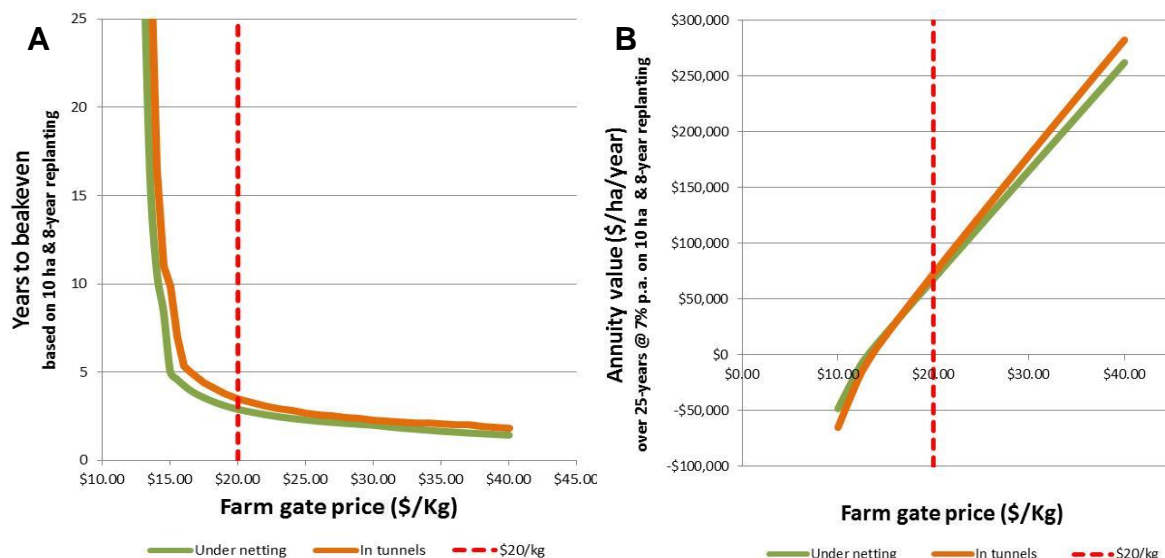 A
Years to beakeven
based on 10 ha & 8-year replanting
25
20
15
10
5
0
$10.00 $15.00 $20.00 $25.00 $30.00 $35.00 $40.00 $45.00
Farm gate price ($/Kg)
Under netting In tunnels $20/kg
B
Annuity value ($/ha/year)
over 25-years @ 7% p.a. on 10 ha & 8-year replanting
$300,000
$250,000
$200,000
$150,000
$100,000
$50,000
$0
-$50,000
-$100,000
$0.00 $10.00 $20.00 $30.00 $40.00
Farm gate price ($/Kg)
Under netting In tunnels $20/kg